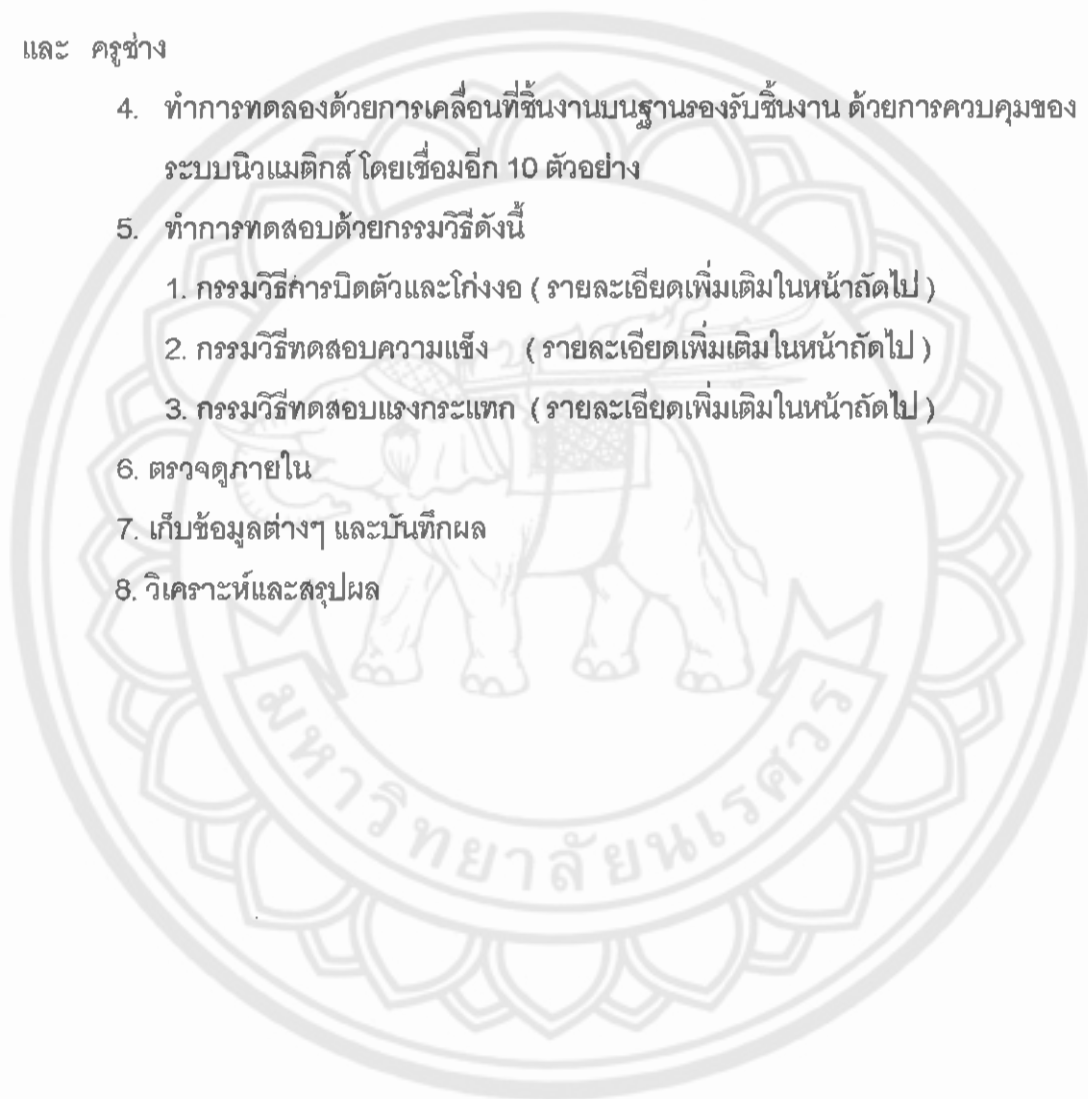 และ ครูช่าง
4. ทำการทดลองด้วยการเคลื่อนที่ชิ้นงานบนฐานรองรับชิ้นงาน ด้วยการควบคุมของ
ระบบนิวแมติกส์ โดยเชื่อมอีก 10 ตัวอย่าง
5. ทำการทดสอบด้วยกรรมวิธีดังนี้
1. กรรมวิธีการบิดตัวและโก่งงอ ( รายละเอียดเพิ่มเติมในหน้าถัดไป )
2. กรรมวิธีทดสอบความแข็ง ( รายละเอียดเพิ่มเติมในหน้าถัดไป )
3. กรรมวิธีทดสอบแรงกระแทก ( รายละเอียดเพิ่มเติมในหน้าถัดไป )
6. ตรวจดูภายใน
7. เก็บข้อมูลต่างๆ และบันทึกผล
8. วิเคราะห์และสรุปผล
มหาวิทยาลัยนเรศวร